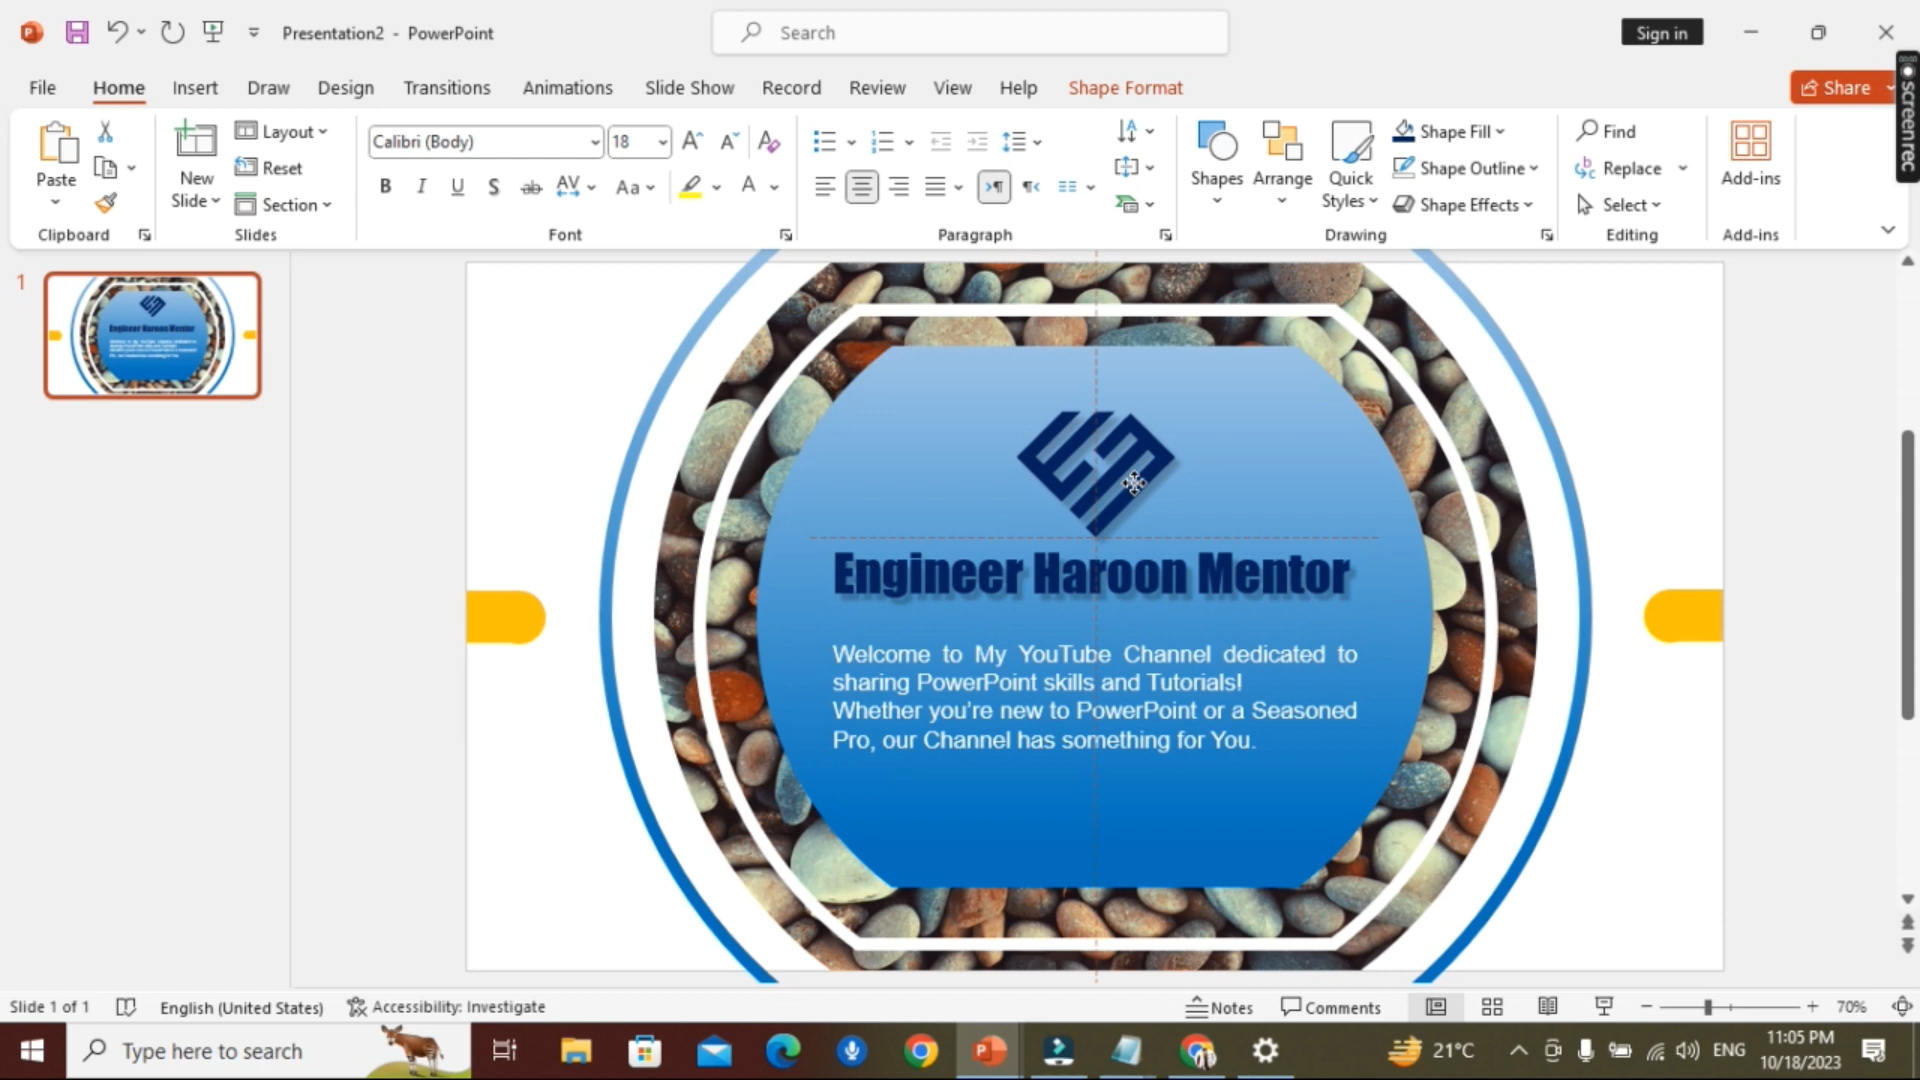 Presentation2 - PowerPoint
Search
Sign in
File Home Insert Draw Design Transitions Animations Slide Show Record Review View Help Shape Format
Share
screenrec
Paste
New Slide
Layout
Reset
Section
Calibri (Body)
18
Shapes
Arrange
Quick Styles
Shape Fill
Shape Outline
Shape Effects
Find
Replace
Select
Add-ins
Clipboard
Slides
Font
Paragraph
Drawing
Editing
Add-ins
1
Engineer Haroon Mentor
Welcome to My YouTube Channel dedicated to
sharing PowerPoint skills and Tutorials!
Whether you're new to PowerPoint or a Seasoned
Pro, our Channel has something for You.
Slide 1 of 1
English (United States)
Accessibility: Investigate
Notes
Comments
70%
Type here to search
21°C
ENG
11:05 PM
10/18/2023